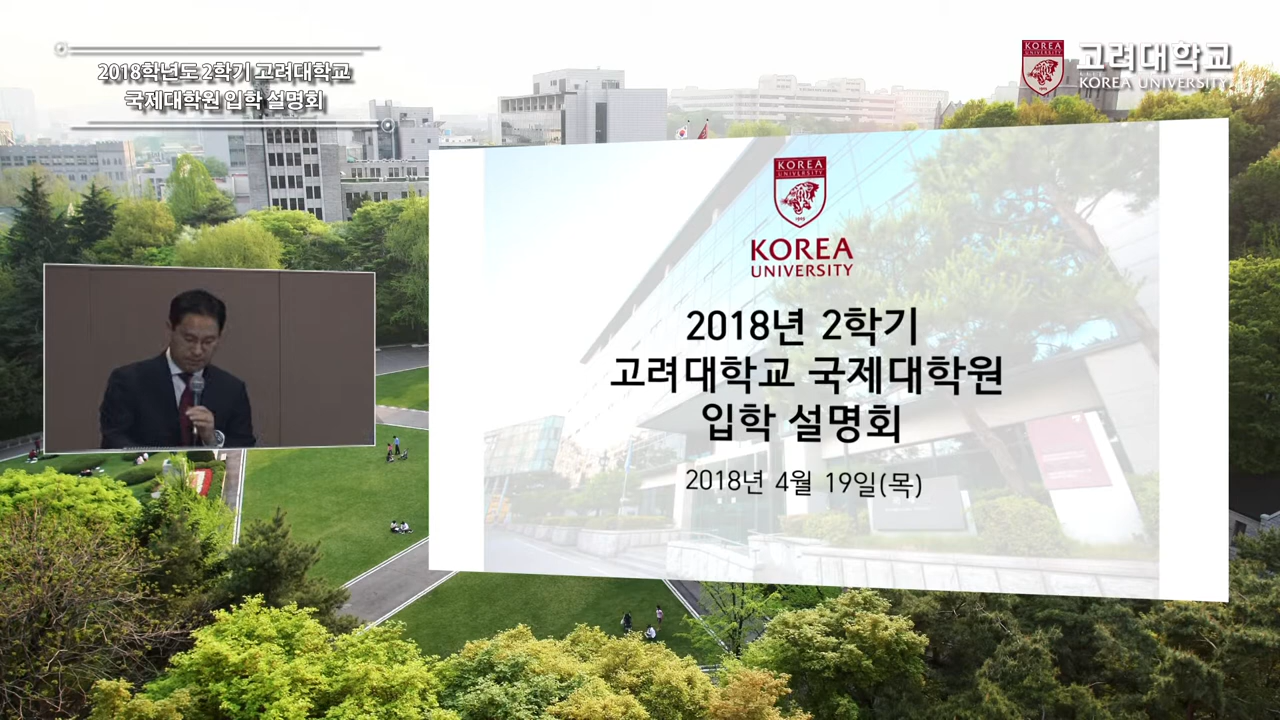 2018학년도 2학기 고려대학교
국제대학원 입학 설명회
KOREA
UNIVERSITY
고려대학교
KOREA UNIVERSITY
KOREA
UNIVERSITY
1905
KOREA
UNIVERSITY
2018년 2학기
고려대학교 국제대학원
입학 설명회
2018년 4월 19일(목)